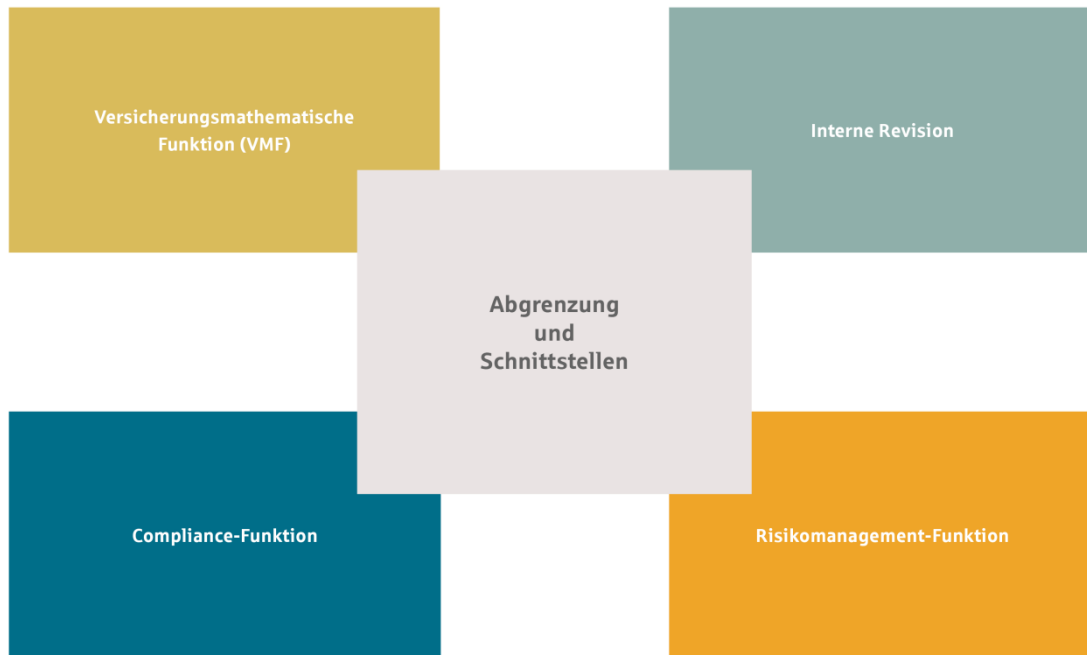 Versicherungsmathematische
Funktion (VMF)
Interne Revision
Abgrenzung
und
Schnittstellen
Compliance-Funktion
Risikomanagement-Funktion